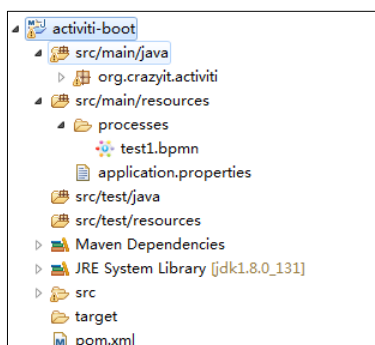 activiti-boot
src/main/java
org.crazyit.activiti
src/main/resources
processes
test1.bpmn
application.properties
src/test/java
src/test/resources
Maven Dependencies
JRE System Library [jdk1.8.0_131]
src
target
pom.xml